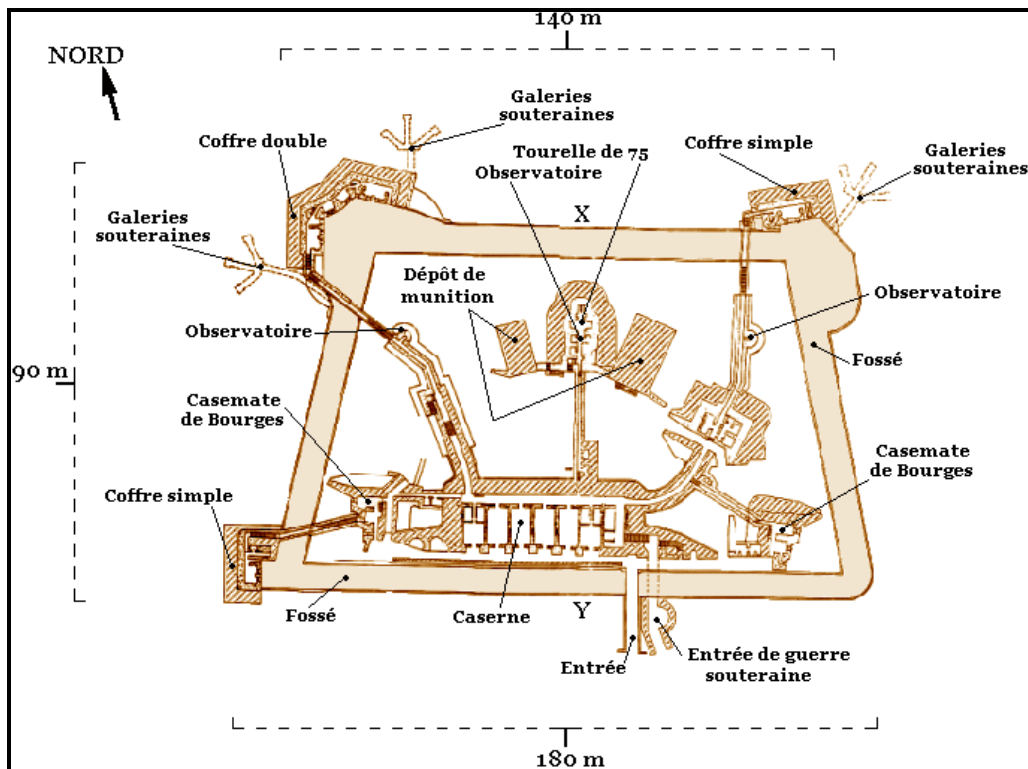 140 m
NORD
Galeries
souteraines
Coffre double
Tourelle de 75
Observatoire
Coffre simple
Galeries
souteraines
Galeries
souteraines
X
Dépôt de
munition
Observatoire
Observatoire
Fossé
90 m
Casemate
de Bourges
Casemate
de Bourges
Coffre simple
Fossé
Caserne
Y
Entrée
Entrée de guerre
souteraine
180 m